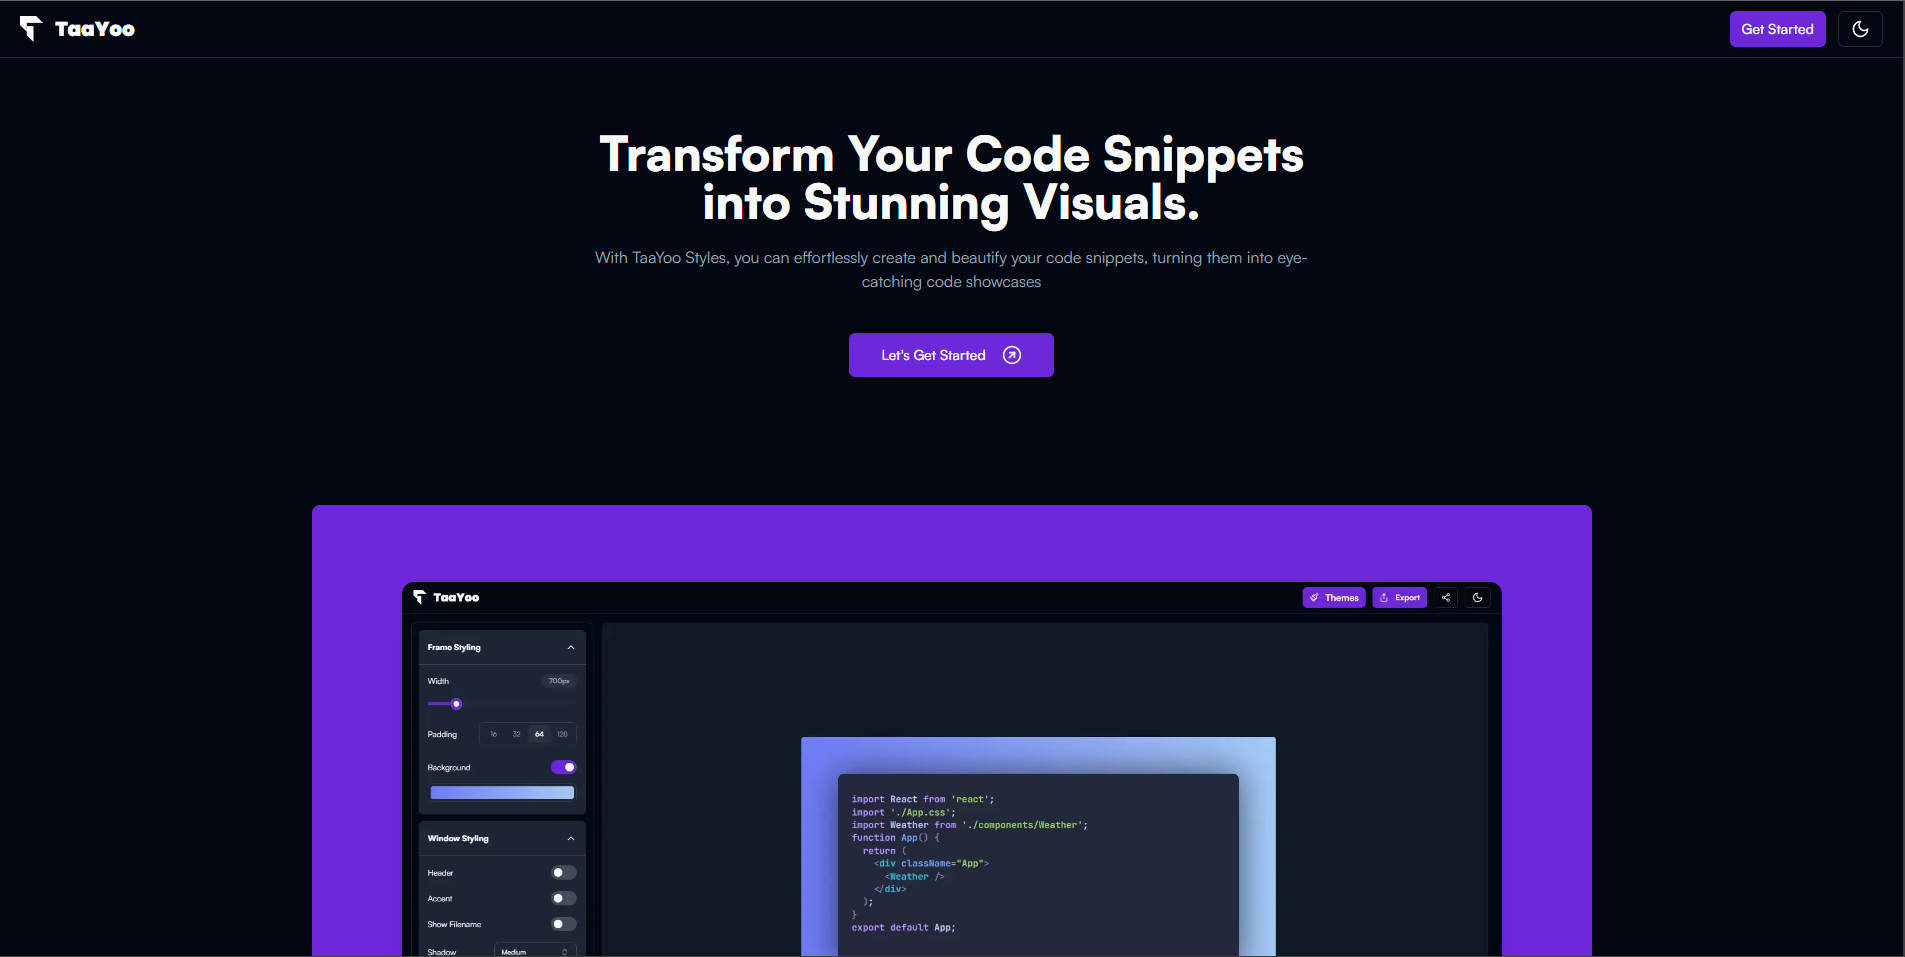 TaaYoo
Get Started
Transform Your Code Snippets
into Stunning Visuals.
With TaaYoo Styles, you can effortlessly create and beautify your code snippets, turning them into eye-
catching code showcases
Let's Get Started
TaaYoo
Themes
Export
Frame Styling
Width
700px
Padding
16 32 64 128
Background
Window Styling
Header
Accent
Show Filename
Shadow
Medium
import React from 'react';
import './App.css';
import Weather from './components/Weather';
function App() {
return (
<div className="App">
<Weather />
</div>
);
}
export default App;